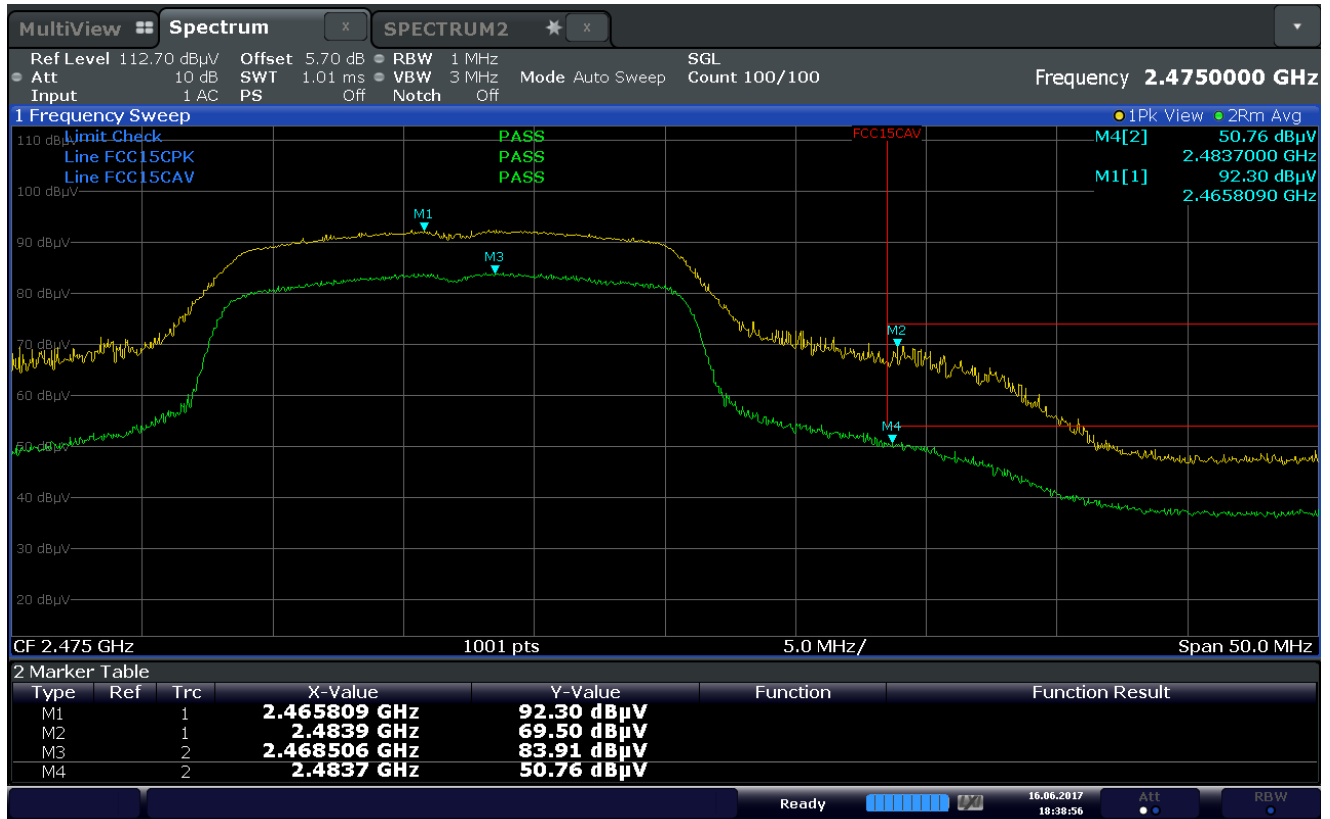 MultiView Spectrum x SPECTRUM2 x
Ref Level 112.70 dBµV Offset 5.70 dB RBW 1 MHz SGL
Att 10 dB SWT 1.01 ms VBW 3 MHz Mode Auto Sweep Count 100/100 Frequency 2.4750000 GHz
Input 1 AC PS Off Notch Off
1 Frequency Sweep 1Pk View 2Rm Avg
110 dBµV Limit Check PASS FCC15CAV M4[2] 50.76 dBµV
Line FCC15CPK PASS 2.4837000 GHz
Line FCC15CAV PASS M1[1] 92.30 dBµV
100 dBµV 2.4658090 GHz
M1
90 dBµV
M3
80 dBµV
M2
70 dBµV
60 dBµV
M4
50 dBµV
40 dBµV
30 dBµV
20 dBµV
CF 2.475 GHz 1001 pts 5.0 MHz/ Span 50.0 MHz
2 Marker Table
Type Ref Trc X-Value Y-Value Function Function Result
M1 1 2.465809 GHz 92.30 dBµV
M2 1 2.4839 GHz 69.50 dBµV
M3 2 2.468506 GHz 83.91 dBµV
M4 2 2.4837 GHz 50.76 dBµV
Ready 16.06.2017 Att RBW
18:38:56